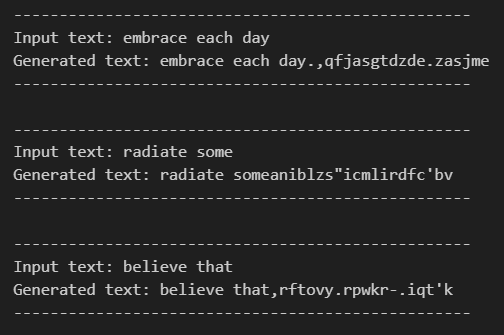 --------------------------------------------------
Input text: embrace each day
Generated text: embrace each day.,qfjasgtdzde.zasjme
--------------------------------------------------
--------------------------------------------------
Input text: radiate some
Generated text: radiate someaniblzs"icmlirdfc'bv
--------------------------------------------------
--------------------------------------------------
Input text: believe that
Generated text: believe that,rftovy.rpwkr-.iqt'k
--------------------------------------------------